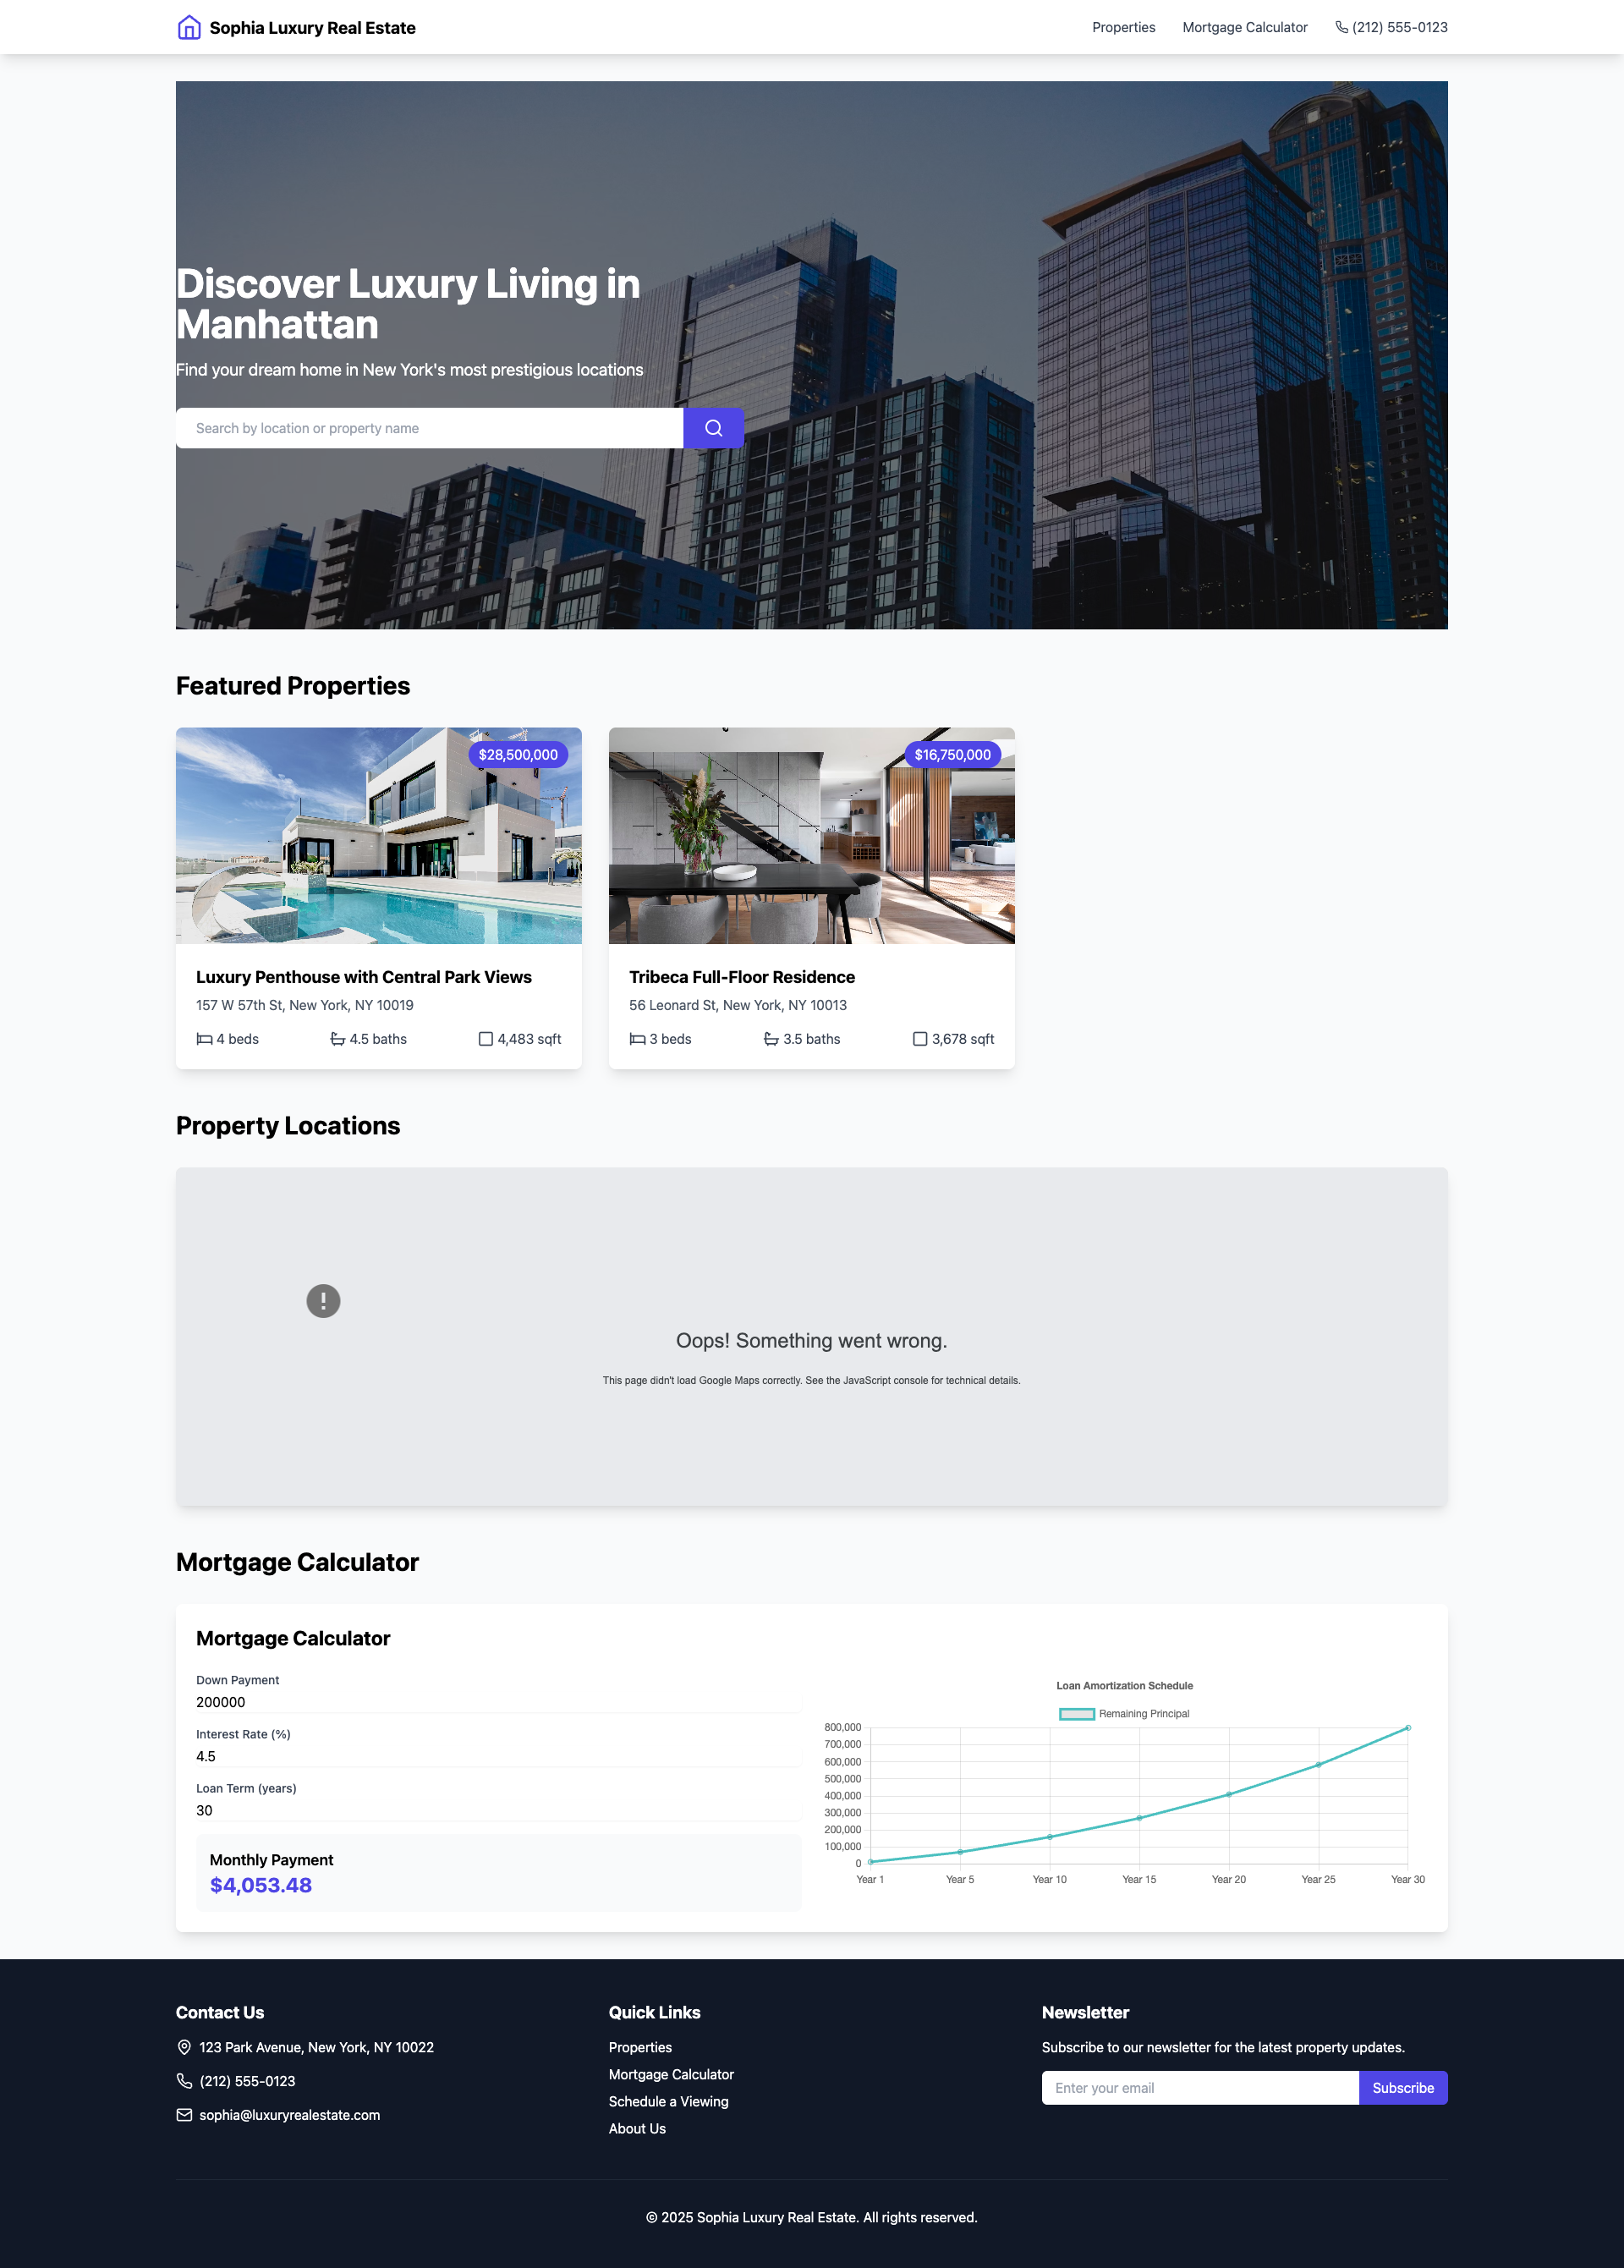 Sophia Luxury Real Estate
Properties
Mortgage Calculator
(212) 555-0123
Discover Luxury Living in
Manhattan
Find your dream home in New York's most prestigious locations
Search by location or property name
Featured Properties
$28,500,000
Luxury Penthouse with Central Park Views
157 W 57th St, New York, NY 10019
4 beds
4.5 baths
4,483 sqft
$16,750,000
Tribeca Full-Floor Residence
56 Leonard St, New York, NY 10013
3 beds
3.5 baths
3,678 sqft
Property Locations
Oops! Something went wrong.
This page didn't load Google Maps correctly. See the JavaScript console for technical details.
Mortgage Calculator
Mortgage Calculator
Down Payment
200000
Interest Rate (%)
4.5
Loan Term (years)
30
Monthly Payment
$4,053.48
Loan Amortization Schedule
Remaining Principal
800,000
700,000
600,000
500,000
400,000
300,000
200,000
100,000
0
Year 1
Year 5
Year 10
Year 15
Year 20
Year 25
Year 30
Contact Us
123 Park Avenue, New York, NY 10022
(212) 555-0123
sophia@luxuryrealestate.com
Quick Links
Properties
Mortgage Calculator
Schedule a Viewing
About Us
Newsletter
Subscribe to our newsletter for the latest property updates.
Enter your email
Subscribe
© 2025 Sophia Luxury Real Estate. All rights reserved.